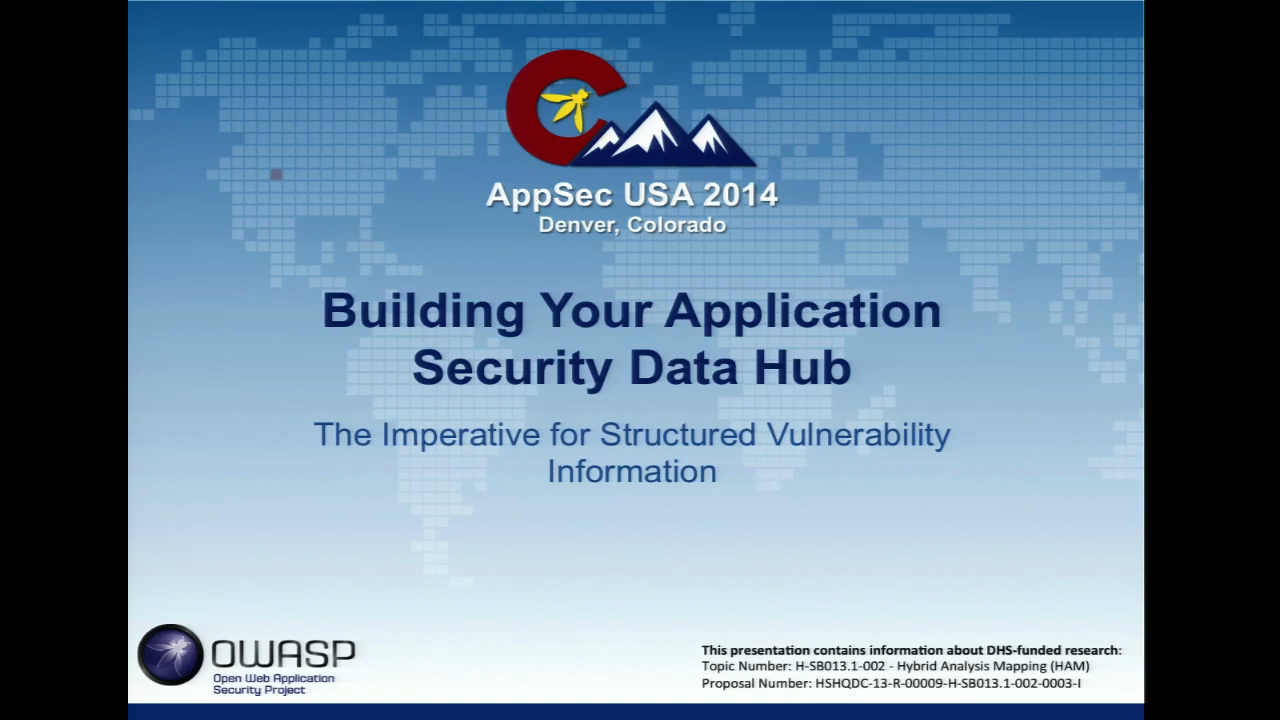 AppSec USA 2014
Denver, Colorado
Building Your Application
Security Data Hub
The Imperative for Structured Vulnerability
Information
OWASP
Open Web Application
Security Project
This presentation contains information about DHS-funded research:
Topic Number: H-SB013.1-002 - Hybrid Analysis Mapping (HAM)
Proposal Number: HSHQDC-13-R-00009-H-SB013.1-002-0003-I